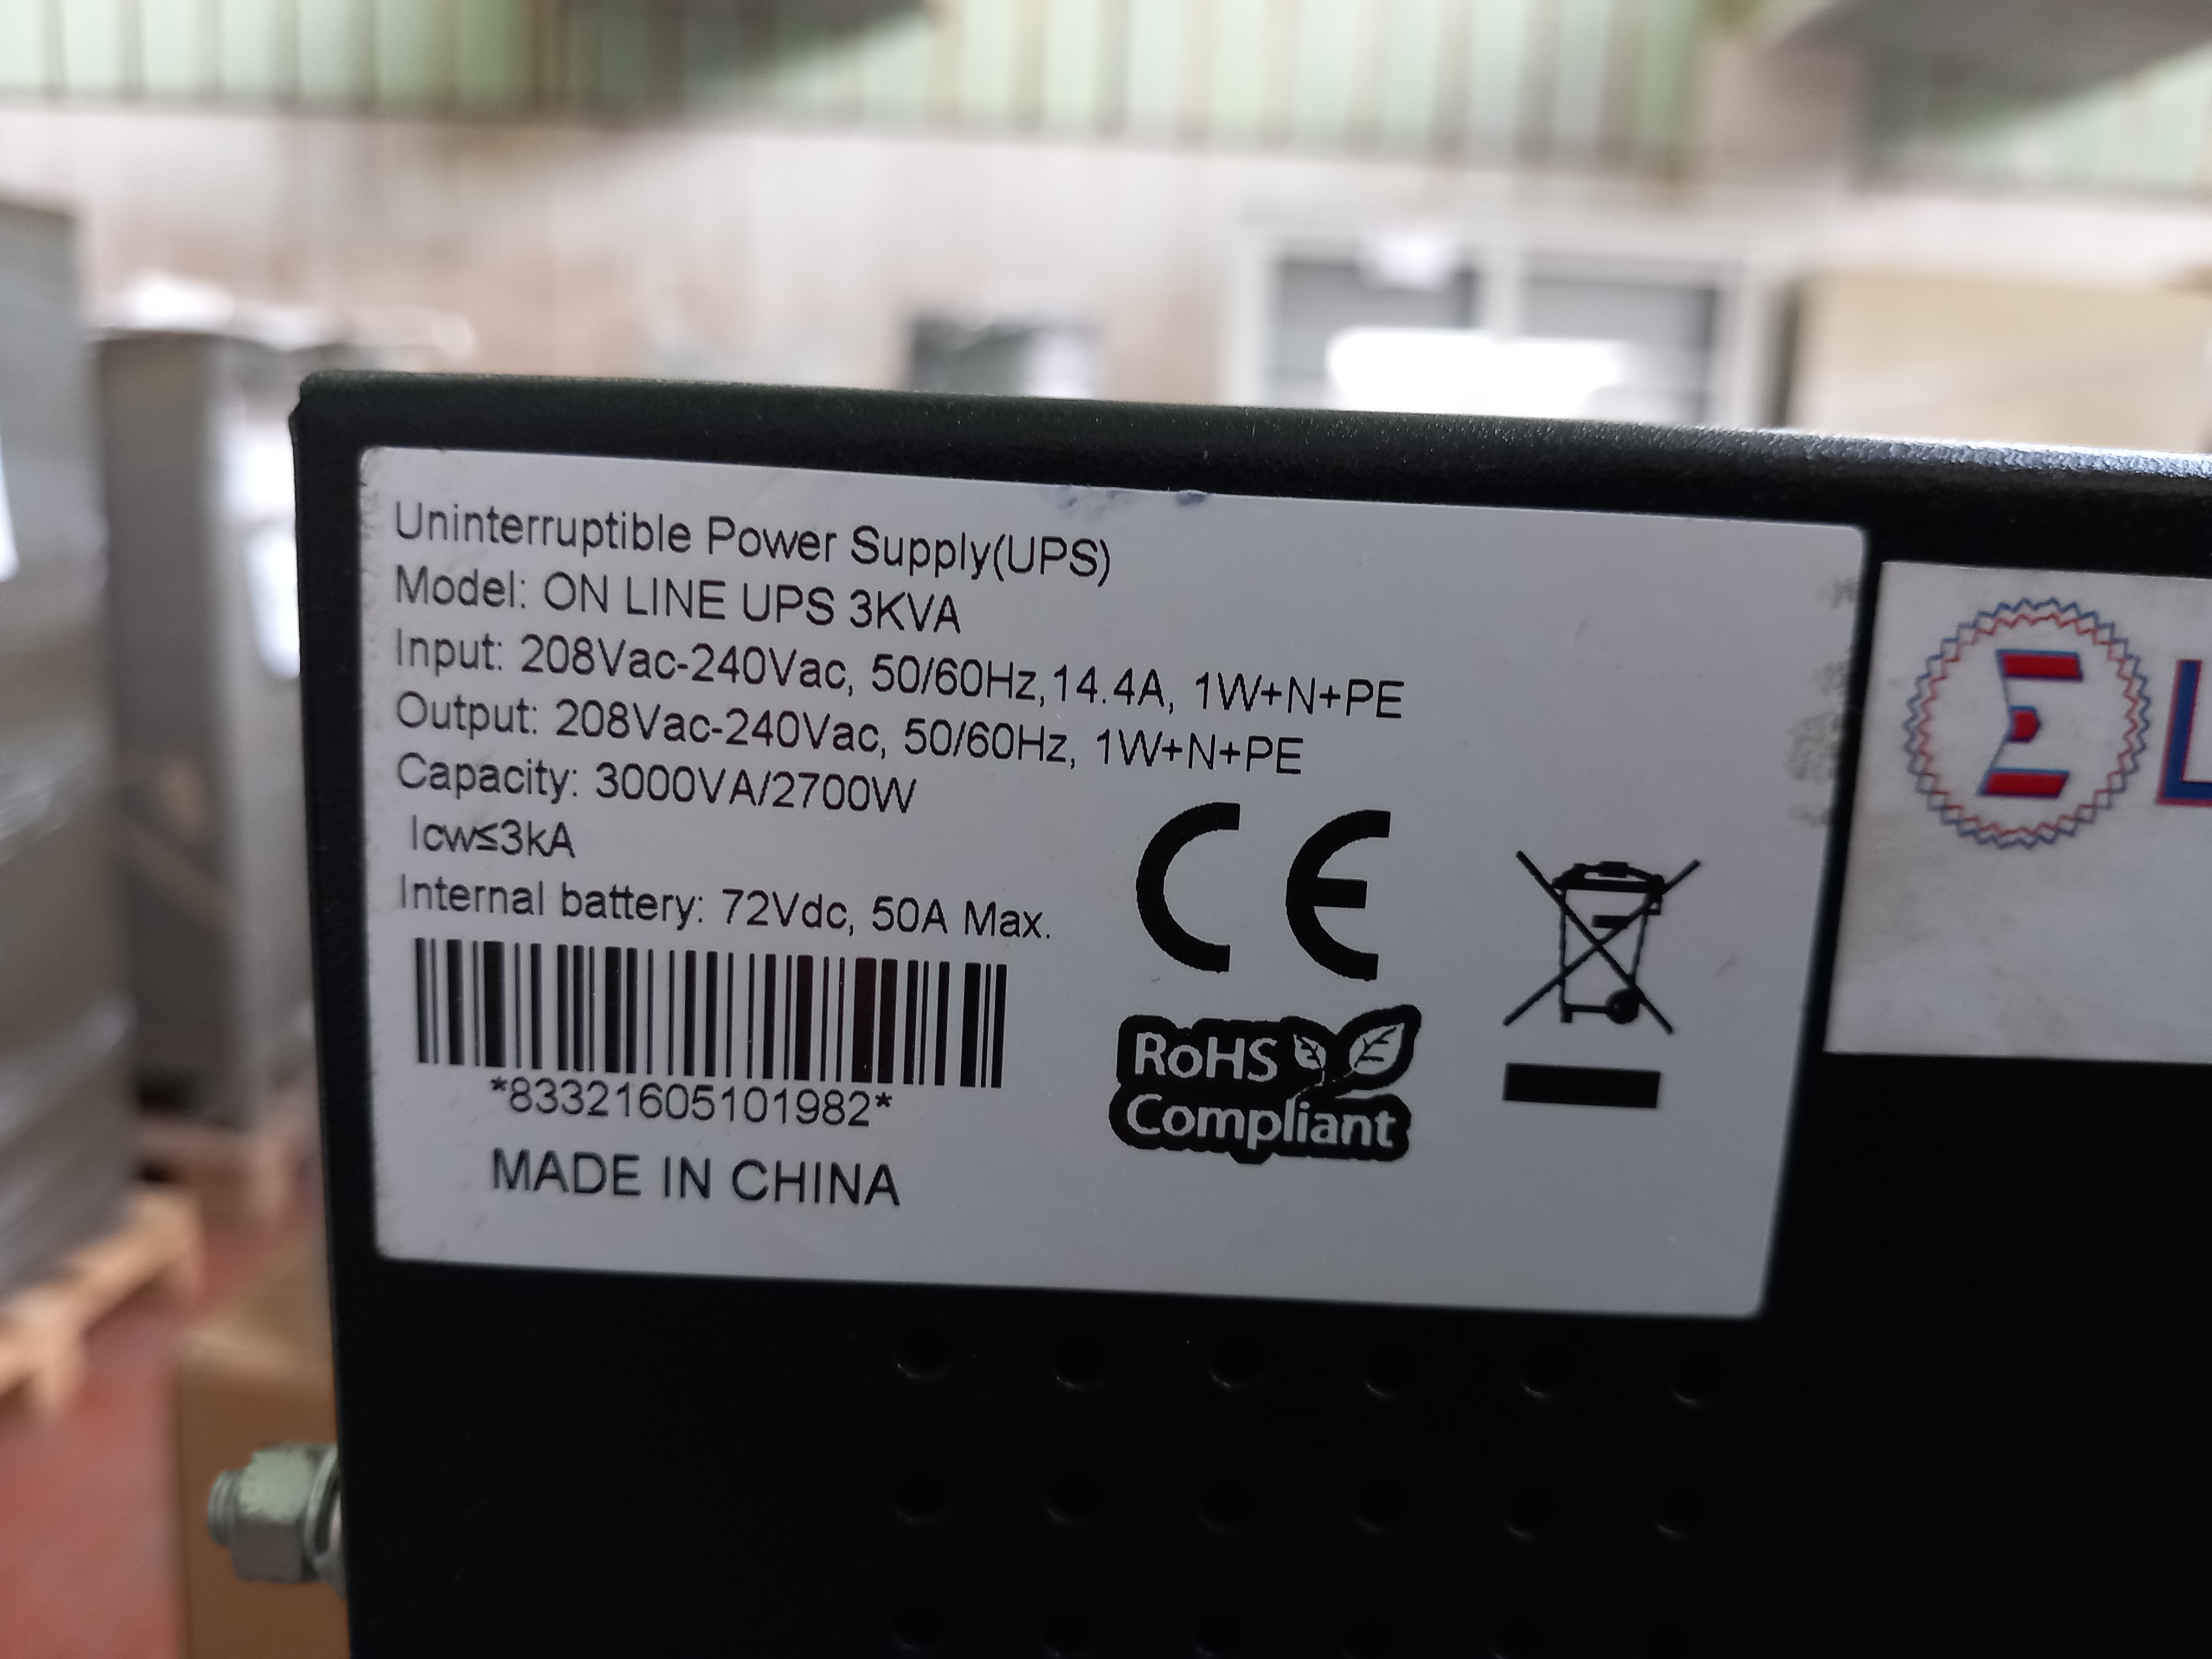 Uninterruptible Power Supply(UPS)
Model: ON LINE UPS 3KVA
Input: 208Vac-240Vac, 50/60Hz,14.4A, 1W+N+PE
Output: 208Vac-240Vac, 50/60Hz, 1W+N+PE
Capacity: 3000VA/2700W
Icw≤3kA
Internal battery: 72Vdc, 50A Max.
*83321605101982*
MADE IN CHINA
CE
RoHS
Compliant
E L